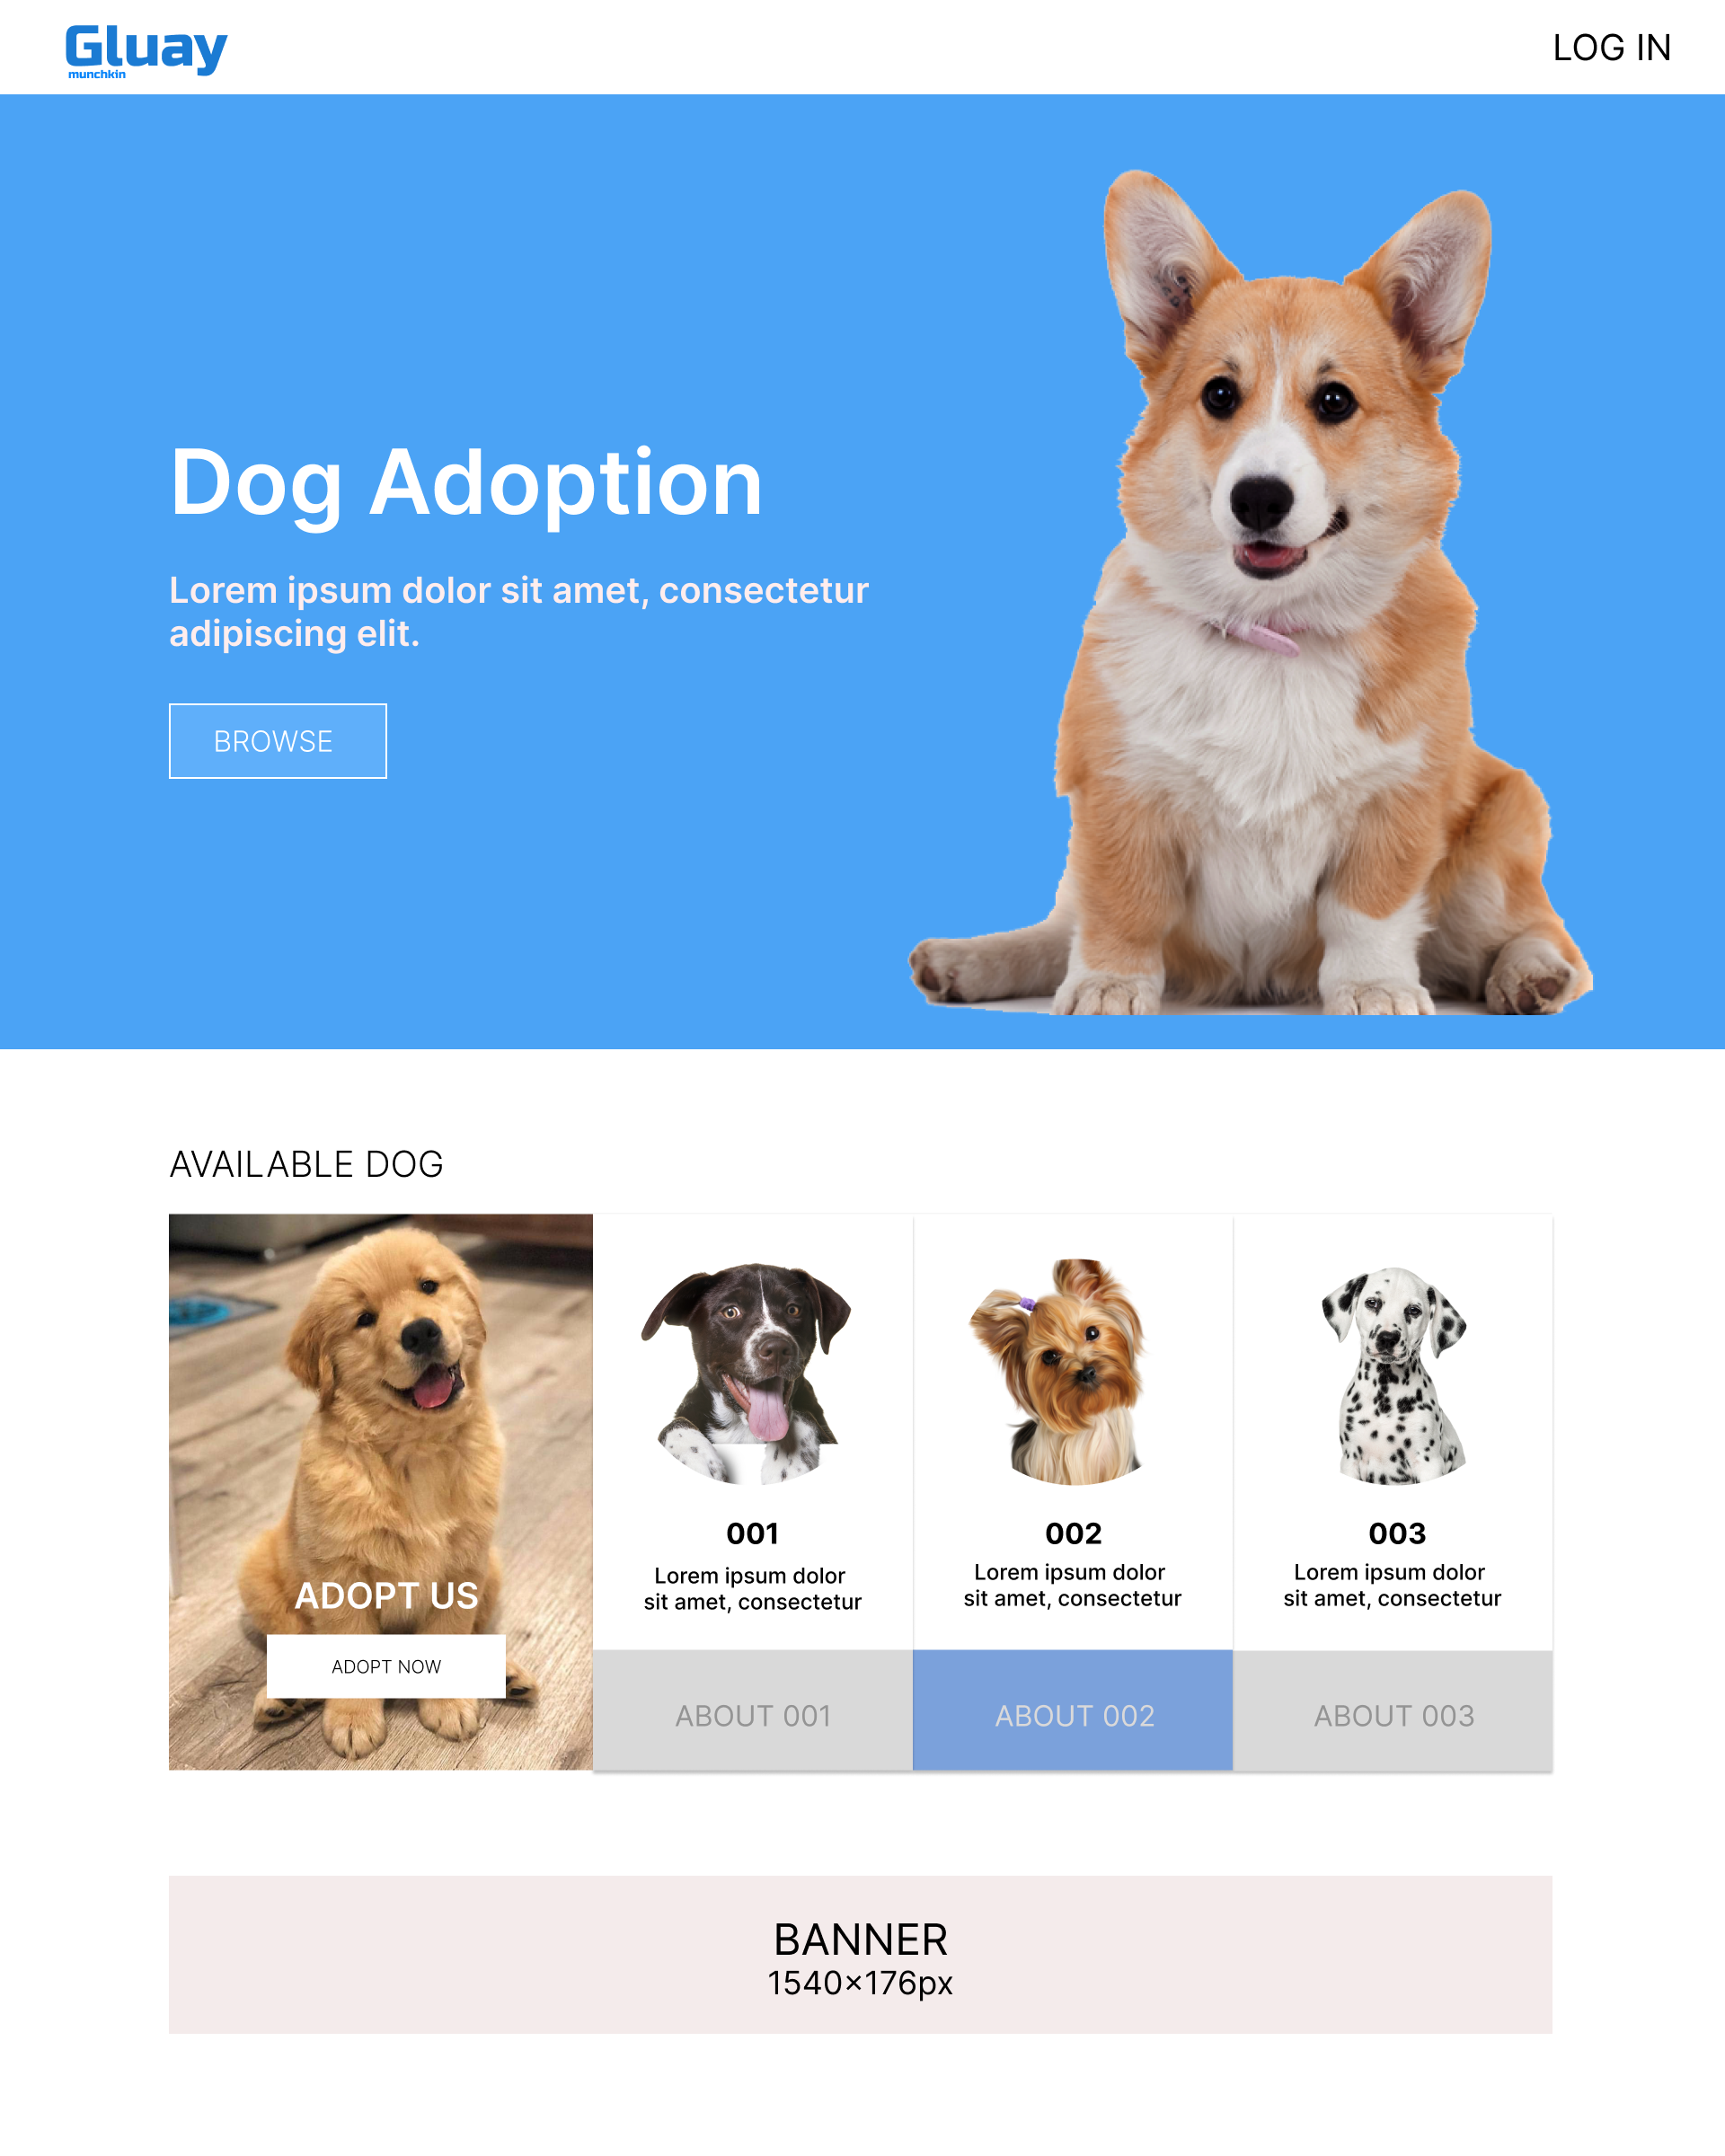 Gluay
munchkin
LOG IN
Dog Adoption
Lorem ipsum dolor sit amet, consectetur
adipiscing elit.
BROWSE
AVAILABLE DOG
ADOPT US
ADOPT NOW
001
Lorem ipsum dolor
sit amet, consectetur
ABOUT 001
002
Lorem ipsum dolor
sit amet, consectetur
ABOUT 002
003
Lorem ipsum dolor
sit amet, consectetur
ABOUT 003
BANNER
1540×176px